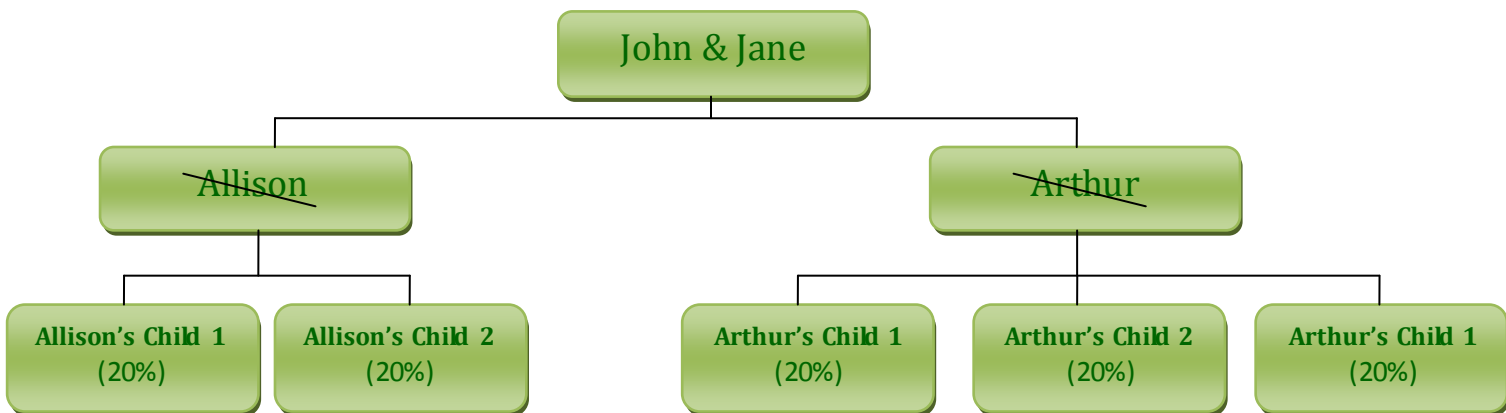 John & Jane
Allison
Arthur
Allison's Child 1
(20%)
Allison's Child 2
(20%)
Arthur's Child 1
(20%)
Arthur's Child 2
(20%)
Arthur's Child 1
(20%)